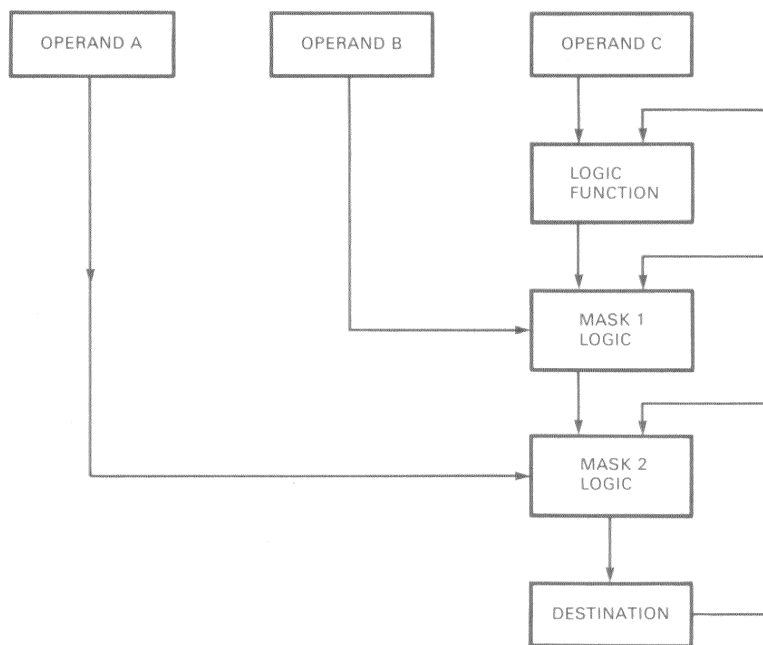 OPERAND A
OPERAND B
OPERAND C
LOGIC
FUNCTION
MASK 1
LOGIC
MASK 2
LOGIC
DESTINATION